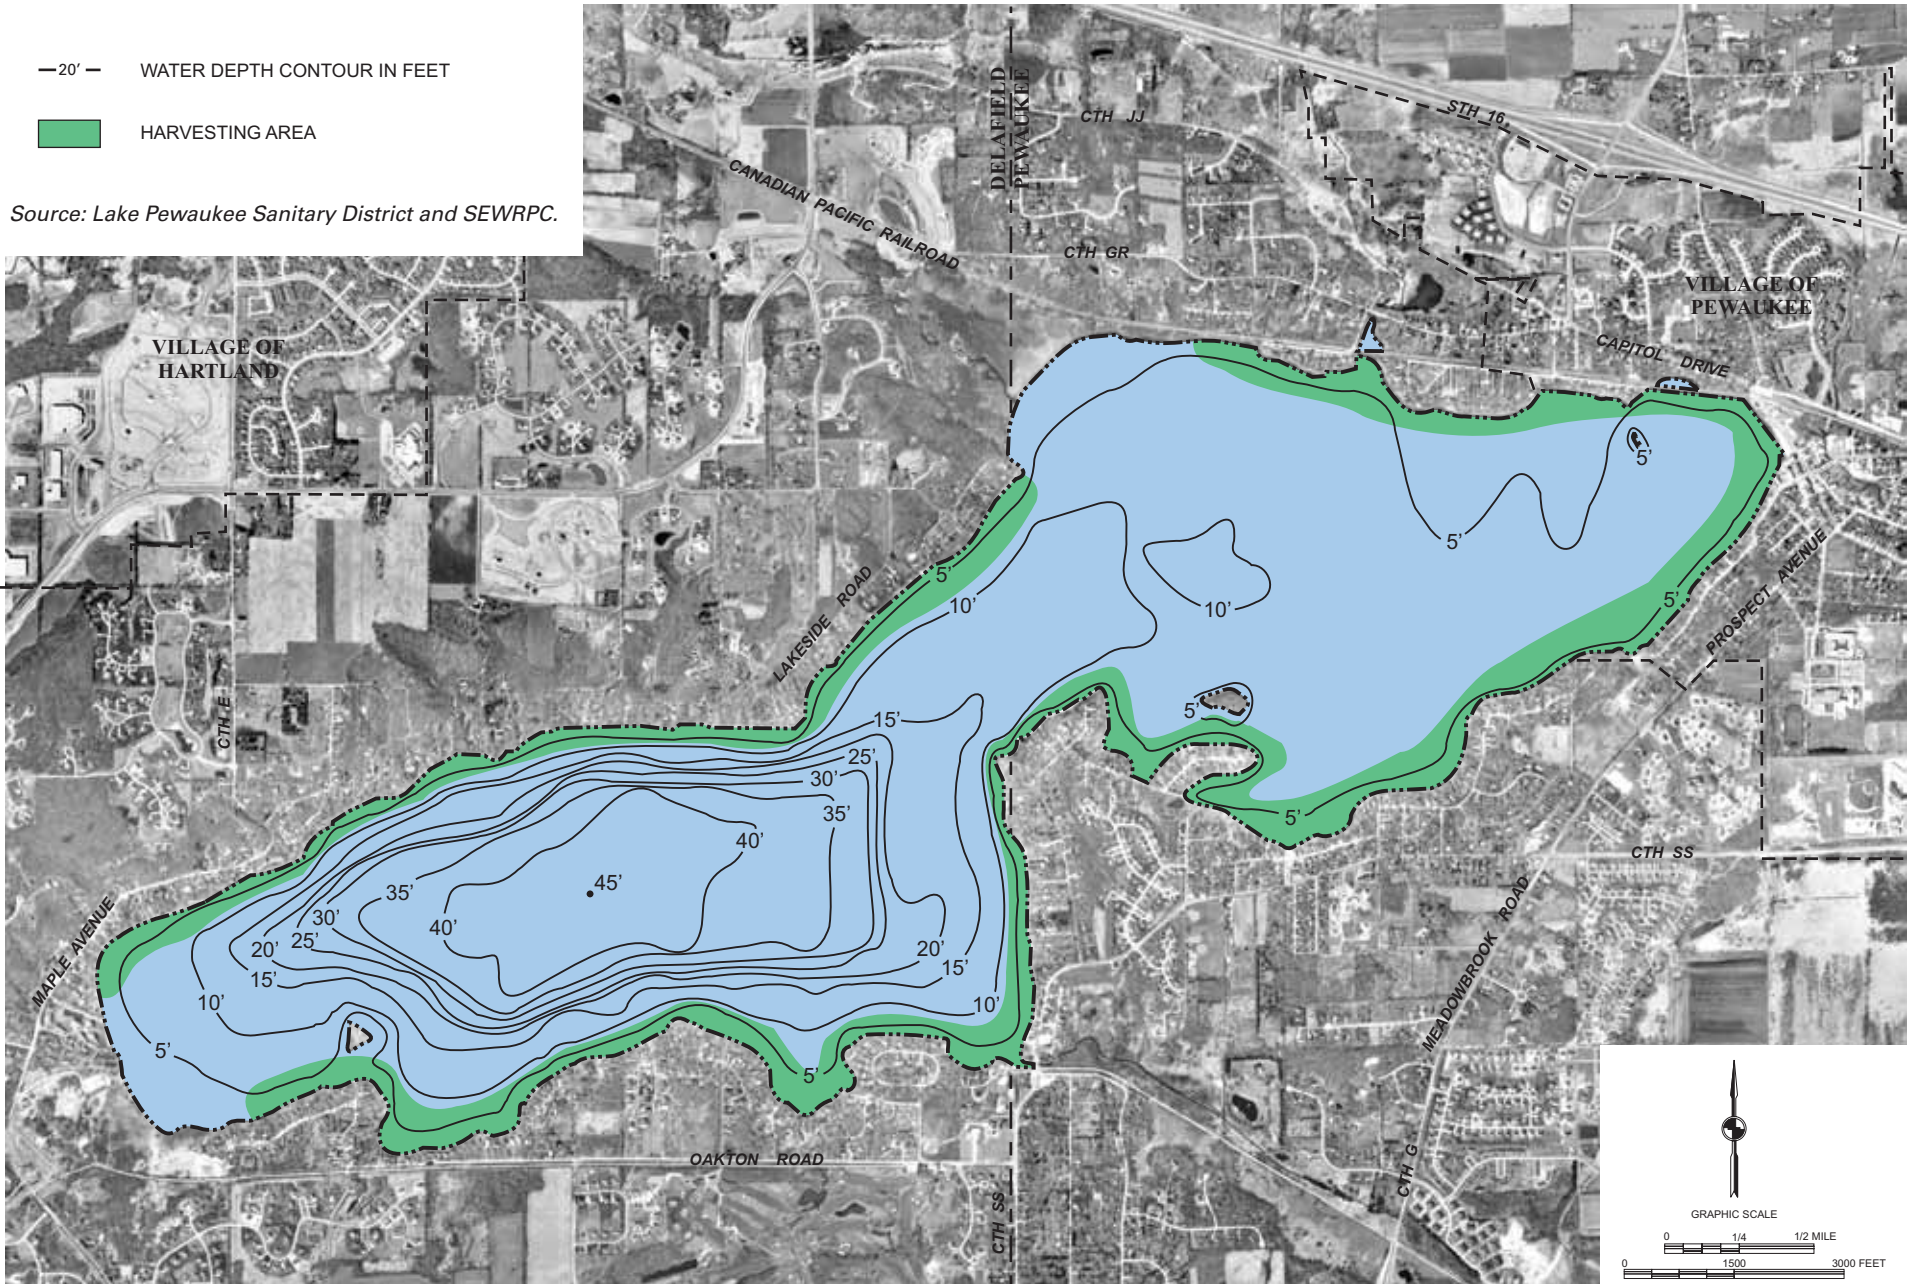 20'
WATER DEPTH CONTOUR IN FEET
HARVESTING AREA
Source: Lake Pewaukee Sanitary District and SEWRPC.
DELAFIELD
PEWAUKEE
CTH JJ
STH 16
CANADIAN PACIFIC RAILROAD
CTH GR
VILLAGE OF
PEWAUKEE
VILLAGE OF
HARTLAND
CAPITOL DRIVE
5'
5'
LAKESIDE ROAD
5'
10'
10'
5'
PROSPECT AVENUE
CTH E
15'
5'
25'
30'
35'
5'
40'
CTH SS
45'
35'
30'
40'
25'
20'
20'
15'
15'
10'
10'
MAPLE AVENUE
MEADOWBROOK ROAD
5'
5'
OAKTON ROAD
CTH G
CTH SS
GRAPHIC SCALE
0 1/4 1/2 MILE
0 1500 3000 FEET